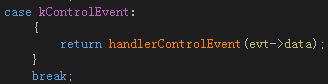 case kControlEvent:
{
return handlerControlEvent(evt->data);
}
break;